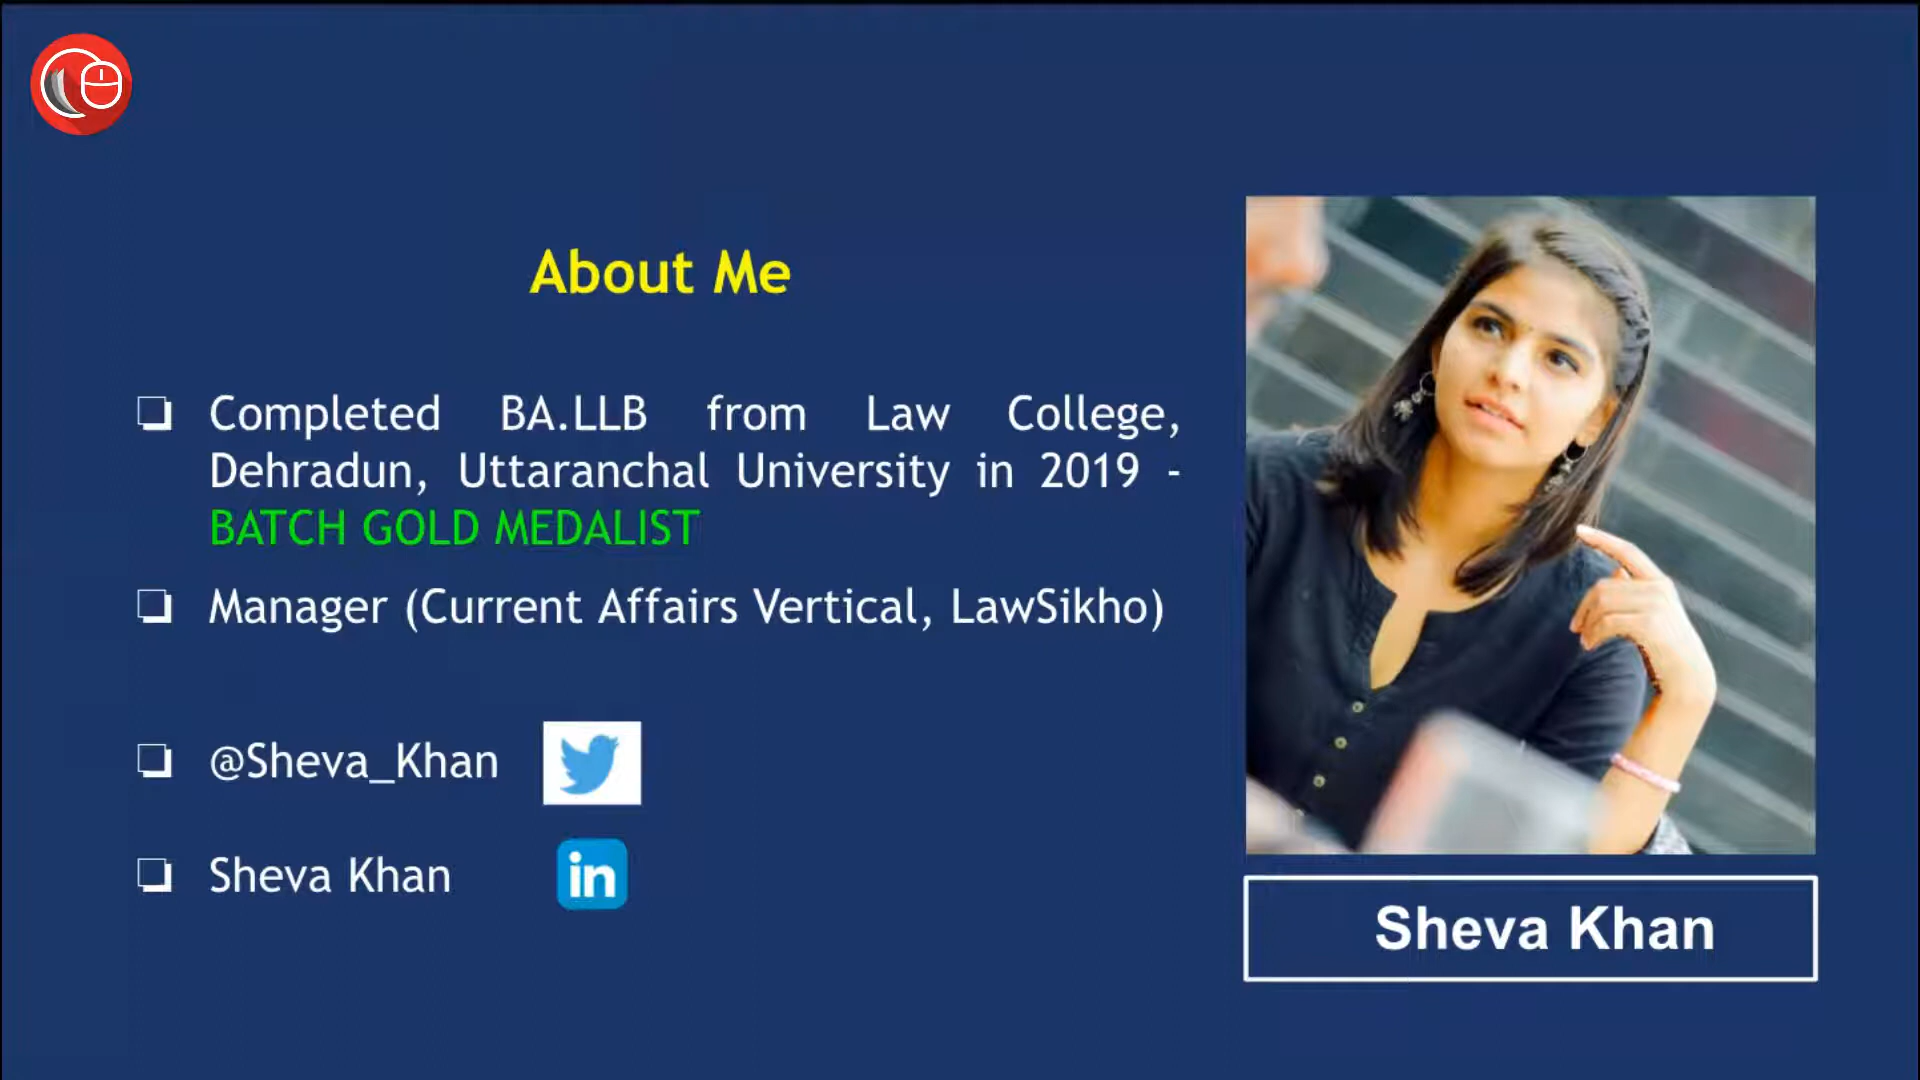 About Me
Completed BA.LLB from Law College,
Dehradun, Uttaranchal University in 2019 -
BATCH GOLD MEDALIST
Manager (Current Affairs Vertical, LawSikho)
@Sheva_Khan
Sheva Khan
in
Sheva Khan